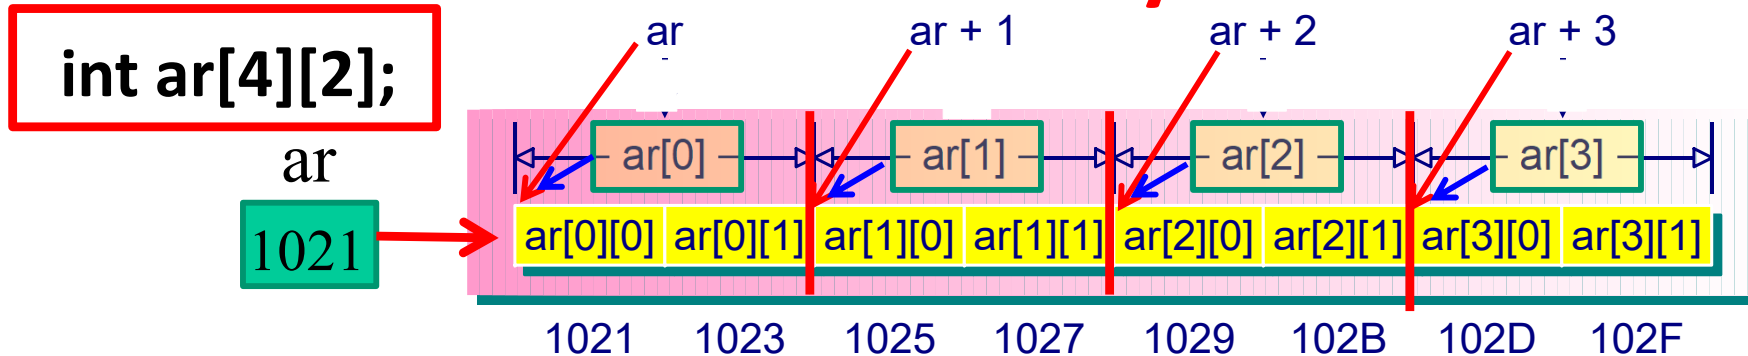 int ar[4][2];
ar
1021
ar ar + 1 ar + 2 ar + 3
ar[0] ar[1] ar[2] ar[3]
ar[0][0] ar[0][1] ar[1][0] ar[1][1] ar[2][0] ar[2][1] ar[3][0] ar[3][1]
1021 1023 1025 1027 1029 102B 102D 102F